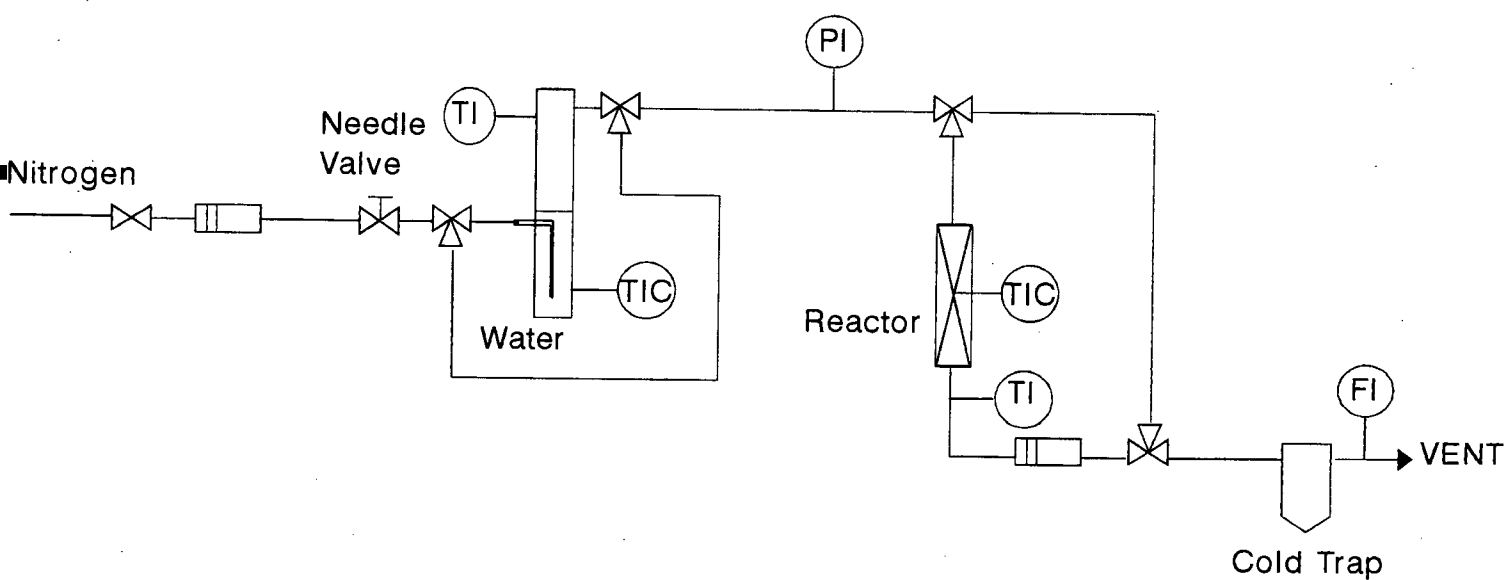 PI
TI
Needle
Valve
Nitrogen
TIC
TIC
Water
Reactor
TI
FI
VENT
Cold Trap